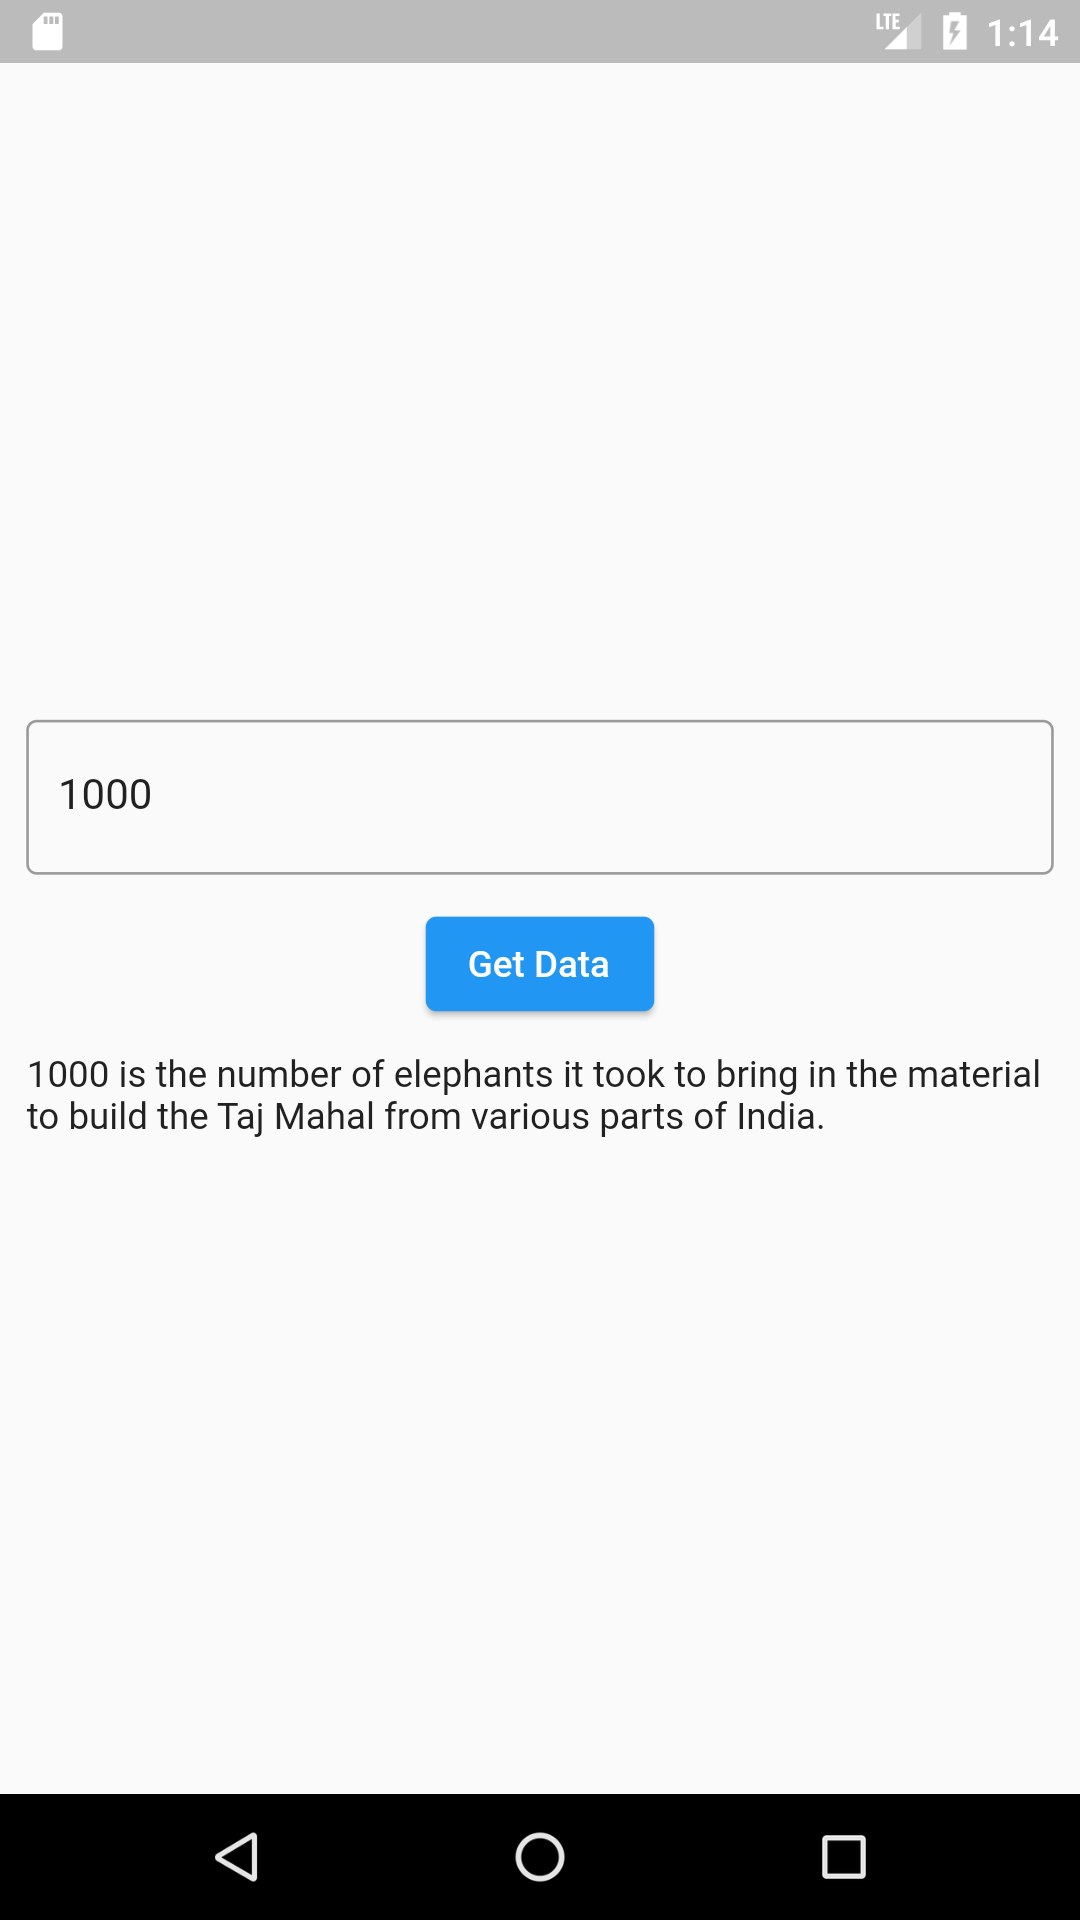 LTE 1:14
1000
Get Data
1000 is the number of elephants it took to bring in the material
to build the Taj Mahal from various parts of India.